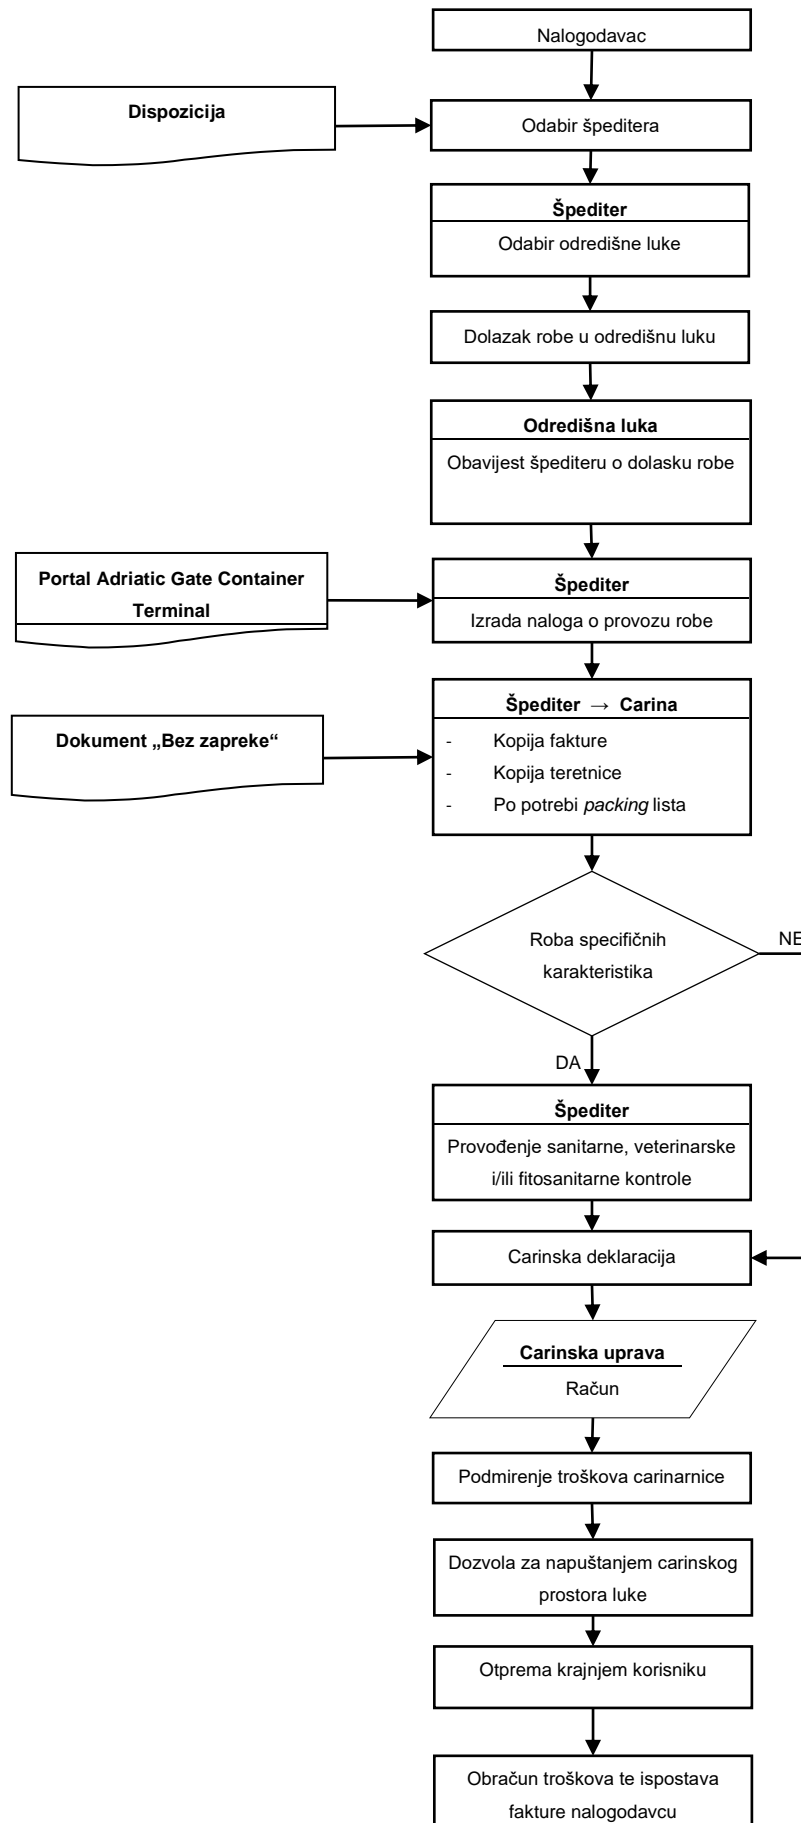 Nalogodavac
Dispozicija
Odabir špeditera
Špediter
Odabir odredišne luke
Dolazak robe u odredišnu luku
Odredišna luka
Obavijest špediteru o dolasku robe
Portal Adriatic Gate Container
Terminal
Špediter
Izrada naloga o provozu robe
Dokument „Bez zapreke“
Špediter → Carina
- Kopija fakture
- Kopija teretnice
- Po potrebi packing lista
Roba specifičnih
karakteristika
NE
DA
Špediter
Provođenje sanitarne, veterinarske
i/ili fitosanitarne kontrole
Carinska deklaracija
Carinska uprava
Račun
Podmirenje troškova carinarnice
Dozvola za napuštanjem carinskog
prostora luke
Otprema krajnjem korisniku
Obračun troškova te ispostava
fakture nalogodavcu